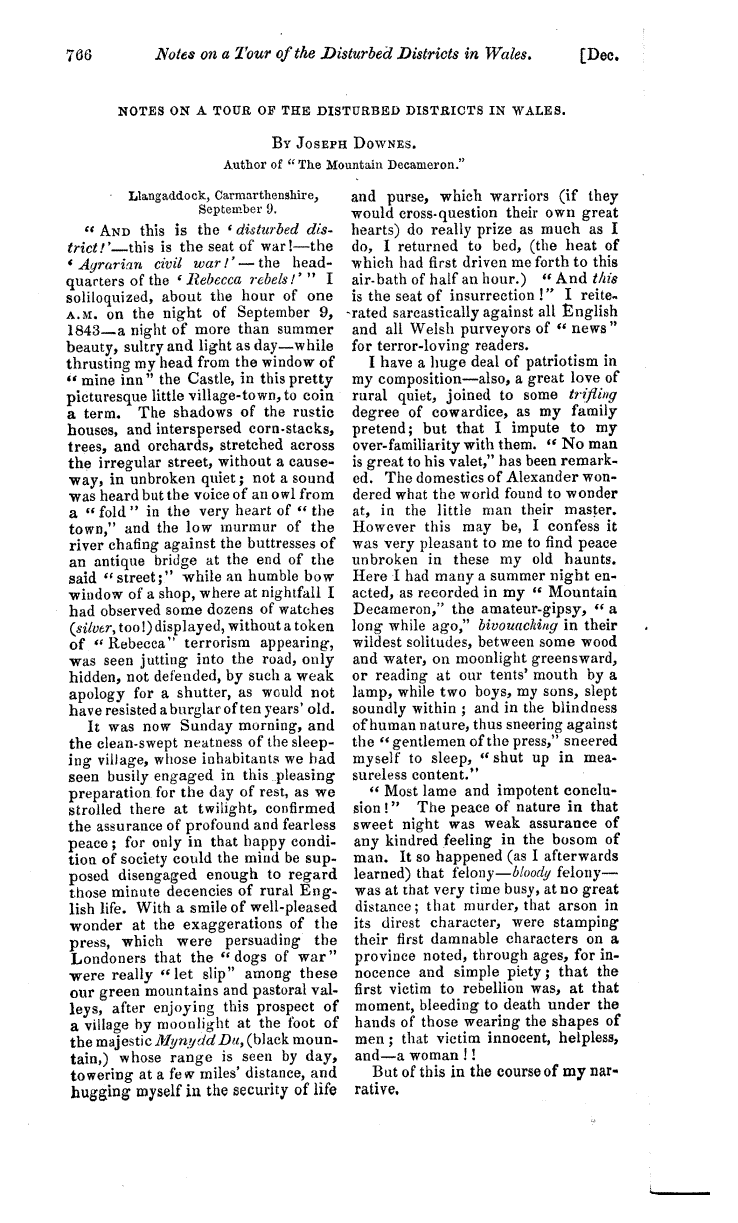 766 Notes on a Tour of the Disturbed Districts in Wales. [Dec.
NOTES ON A TOUR OF THE DISTURBED DISTRICTS IN WALES.
BY JOSEPH DOWNES.
Author of "The Mountain Decameron."
Llangaddock, Carmarthenshire,
September 9.
"AND this is the 'disturbed dis-
trict!'—this is the seat of war!—the
'Agrarian civil war!'—the head-
quarters of the 'Rebecca rebels!'" I
soliloquized, about the hour of one
A.M. on the night of September 9,
1843—a night of more than summer
beauty, sultry and light as day—while
thrusting my head from the window of
"mine inn" the Castle, in this pretty
picturesque little village-town, to coin
a term. The shadows of the rustic
houses, and interspersed corn-stacks,
trees, and orchards, stretched across
the irregular street, without a cause-
way, in unbroken quiet; not a sound
was heard but the voice of an owl from
a "fold" in the very heart of "the
town," and the low murmur of the
river chafing against the buttresses of
an antique bridge at the end of the
said "street;" while an humble bow
window of a shop, where at nightfall I
had observed some dozens of watches
(silver, too!) displayed, without a token
of "Rebecca" terrorism appearing,
was seen jutting into the road, only
hidden, not defended, by such a weak
apology for a shutter, as would not
have resisted a burglar of ten years' old.
It was now Sunday morning, and
the clean-swept neatness of the sleep-
ing village, whose inhabitants we had
seen busily engaged in this pleasing
preparation for the day of rest, as we
strolled there at twilight, confirmed
the assurance of profound and fearless
peace; for only in that happy condi-
tion of society could the mind be sup-
posed disengaged enough to regard
those minute decencies of rural Eng-
lish life. With a smile of well-pleased
wonder at the exaggerations of the
press, which were persuading the
Londoners that the "dogs of war"
were really "let slip" among these
our green mountains and pastoral val-
leys, after enjoying this prospect of
a village by moonlight at the foot of
the majestic Mynydd Du, (black moun-
tain,) whose range is seen by day,
towering at a few miles' distance, and
hugging myself in the security of life
and purse, which warriors (if they
would cross-question their own great
hearts) do really prize as much as I
do, I returned to bed, (the heat of
which had first driven me forth to this
air-bath of half an hour.) "And this
is the seat of insurrection!" I reite-
rated sarcastically against all English
and all Welsh purveyors of "news"
for terror-loving readers.
I have a huge deal of patriotism in
my composition—also, a great love of
rural quiet, joined to some trifling
degree of cowardice, as my family
pretend; but that I impute to my
over-familiarity with them. "No man
is great to his valet," has been remark-
ed. The domestics of Alexander won-
dered what the world found to wonder
at, in the little man their master.
However this may be, I confess it
was very pleasant to me to find peace
unbroken in these my old haunts.
Here I had many a summer night en-
acted, as recorded in my "Mountain
Decameron," the amateur-gipsy, "a
long while ago," bivouacking in their
wildest solitudes, between some wood
and water, on moonlight greensward,
or reading at our tents' mouth by a
lamp, while two boys, my sons, slept
soundly within; and in the blindness
of human nature, thus sneering against
the "gentlemen of the press," sneered
myself to sleep, "shut up in mea-
sureless content."
"Most lame and impotent conclu-
sion!" The peace of nature in that
sweet night was weak assurance of
any kindred feeling in the bosom of
man. It so happened (as I afterwards
learned) that felony—bloody felony—
was at that very time busy, at no great
distance; that murder, that arson in
its direst character, were stamping
their first damnable characters on a
province noted, through ages, for in-
nocence and simple piety; that the
first victim to rebellion was, at that
moment, bleeding to death under the
hands of those wearing the shapes of
men; that victim innocent, helpless,
and—a woman!!
But of this in the course of my nar-
rative.